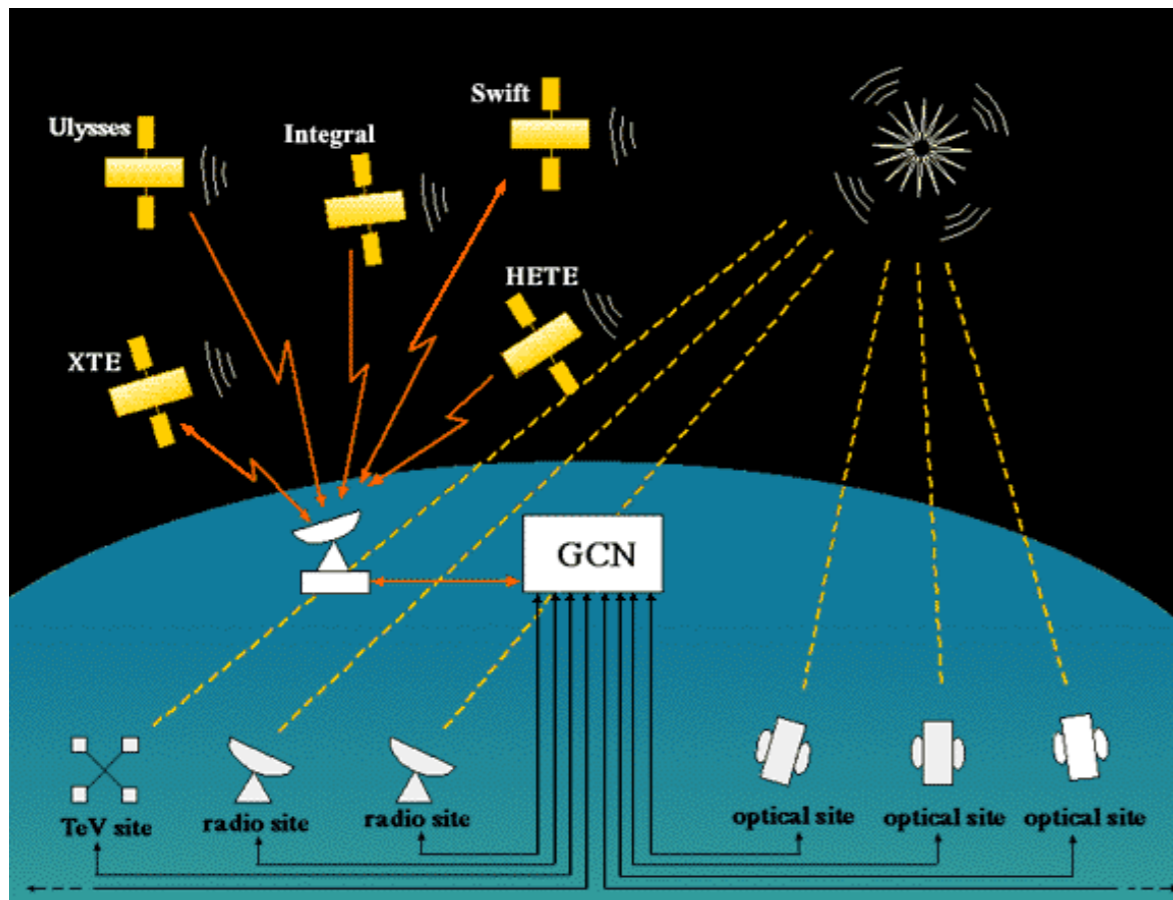 Swift
Ulysses
Integral
HETE
XTE
GCN
TeV site
radio site
radio site
optical site
optical site
optical site